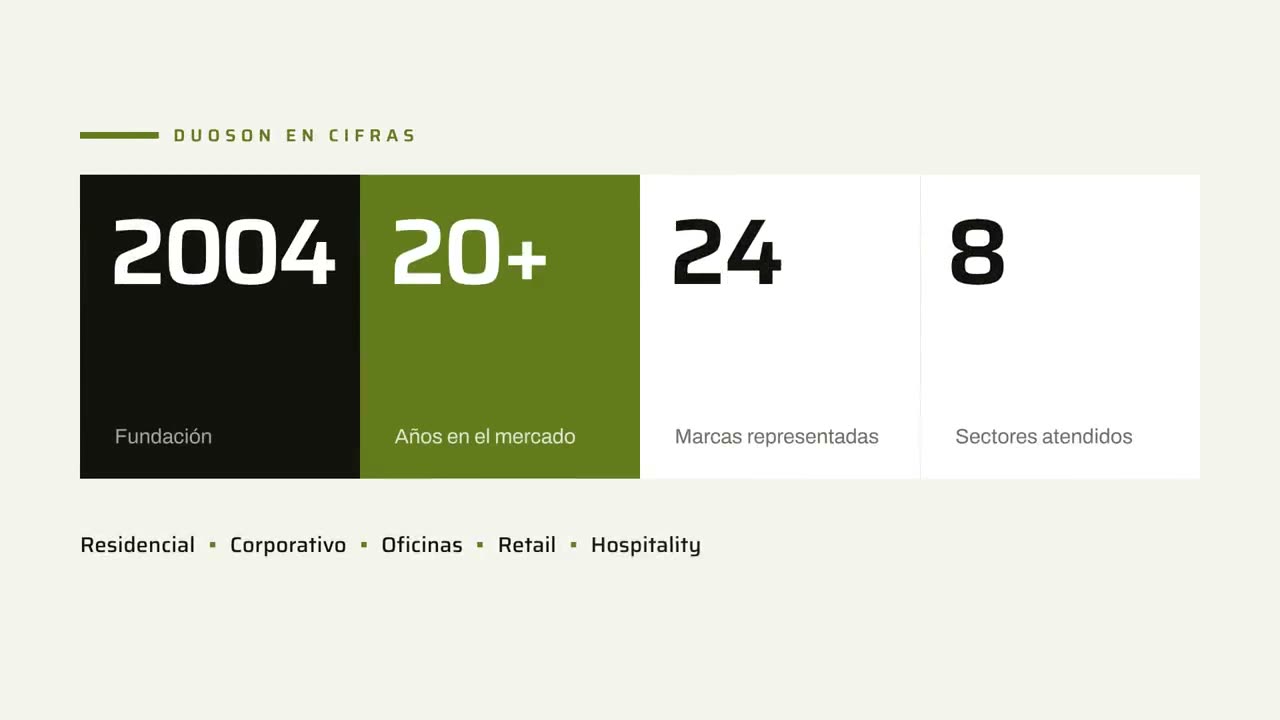 DUOSON EN CIFRAS
2004
Fundación
20+
Años en el mercado
24
Marcas representadas
8
Sectores atendidos
Residencial ▪ Corporativo ▪ Oficinas ▪ Retail ▪ Hospitality